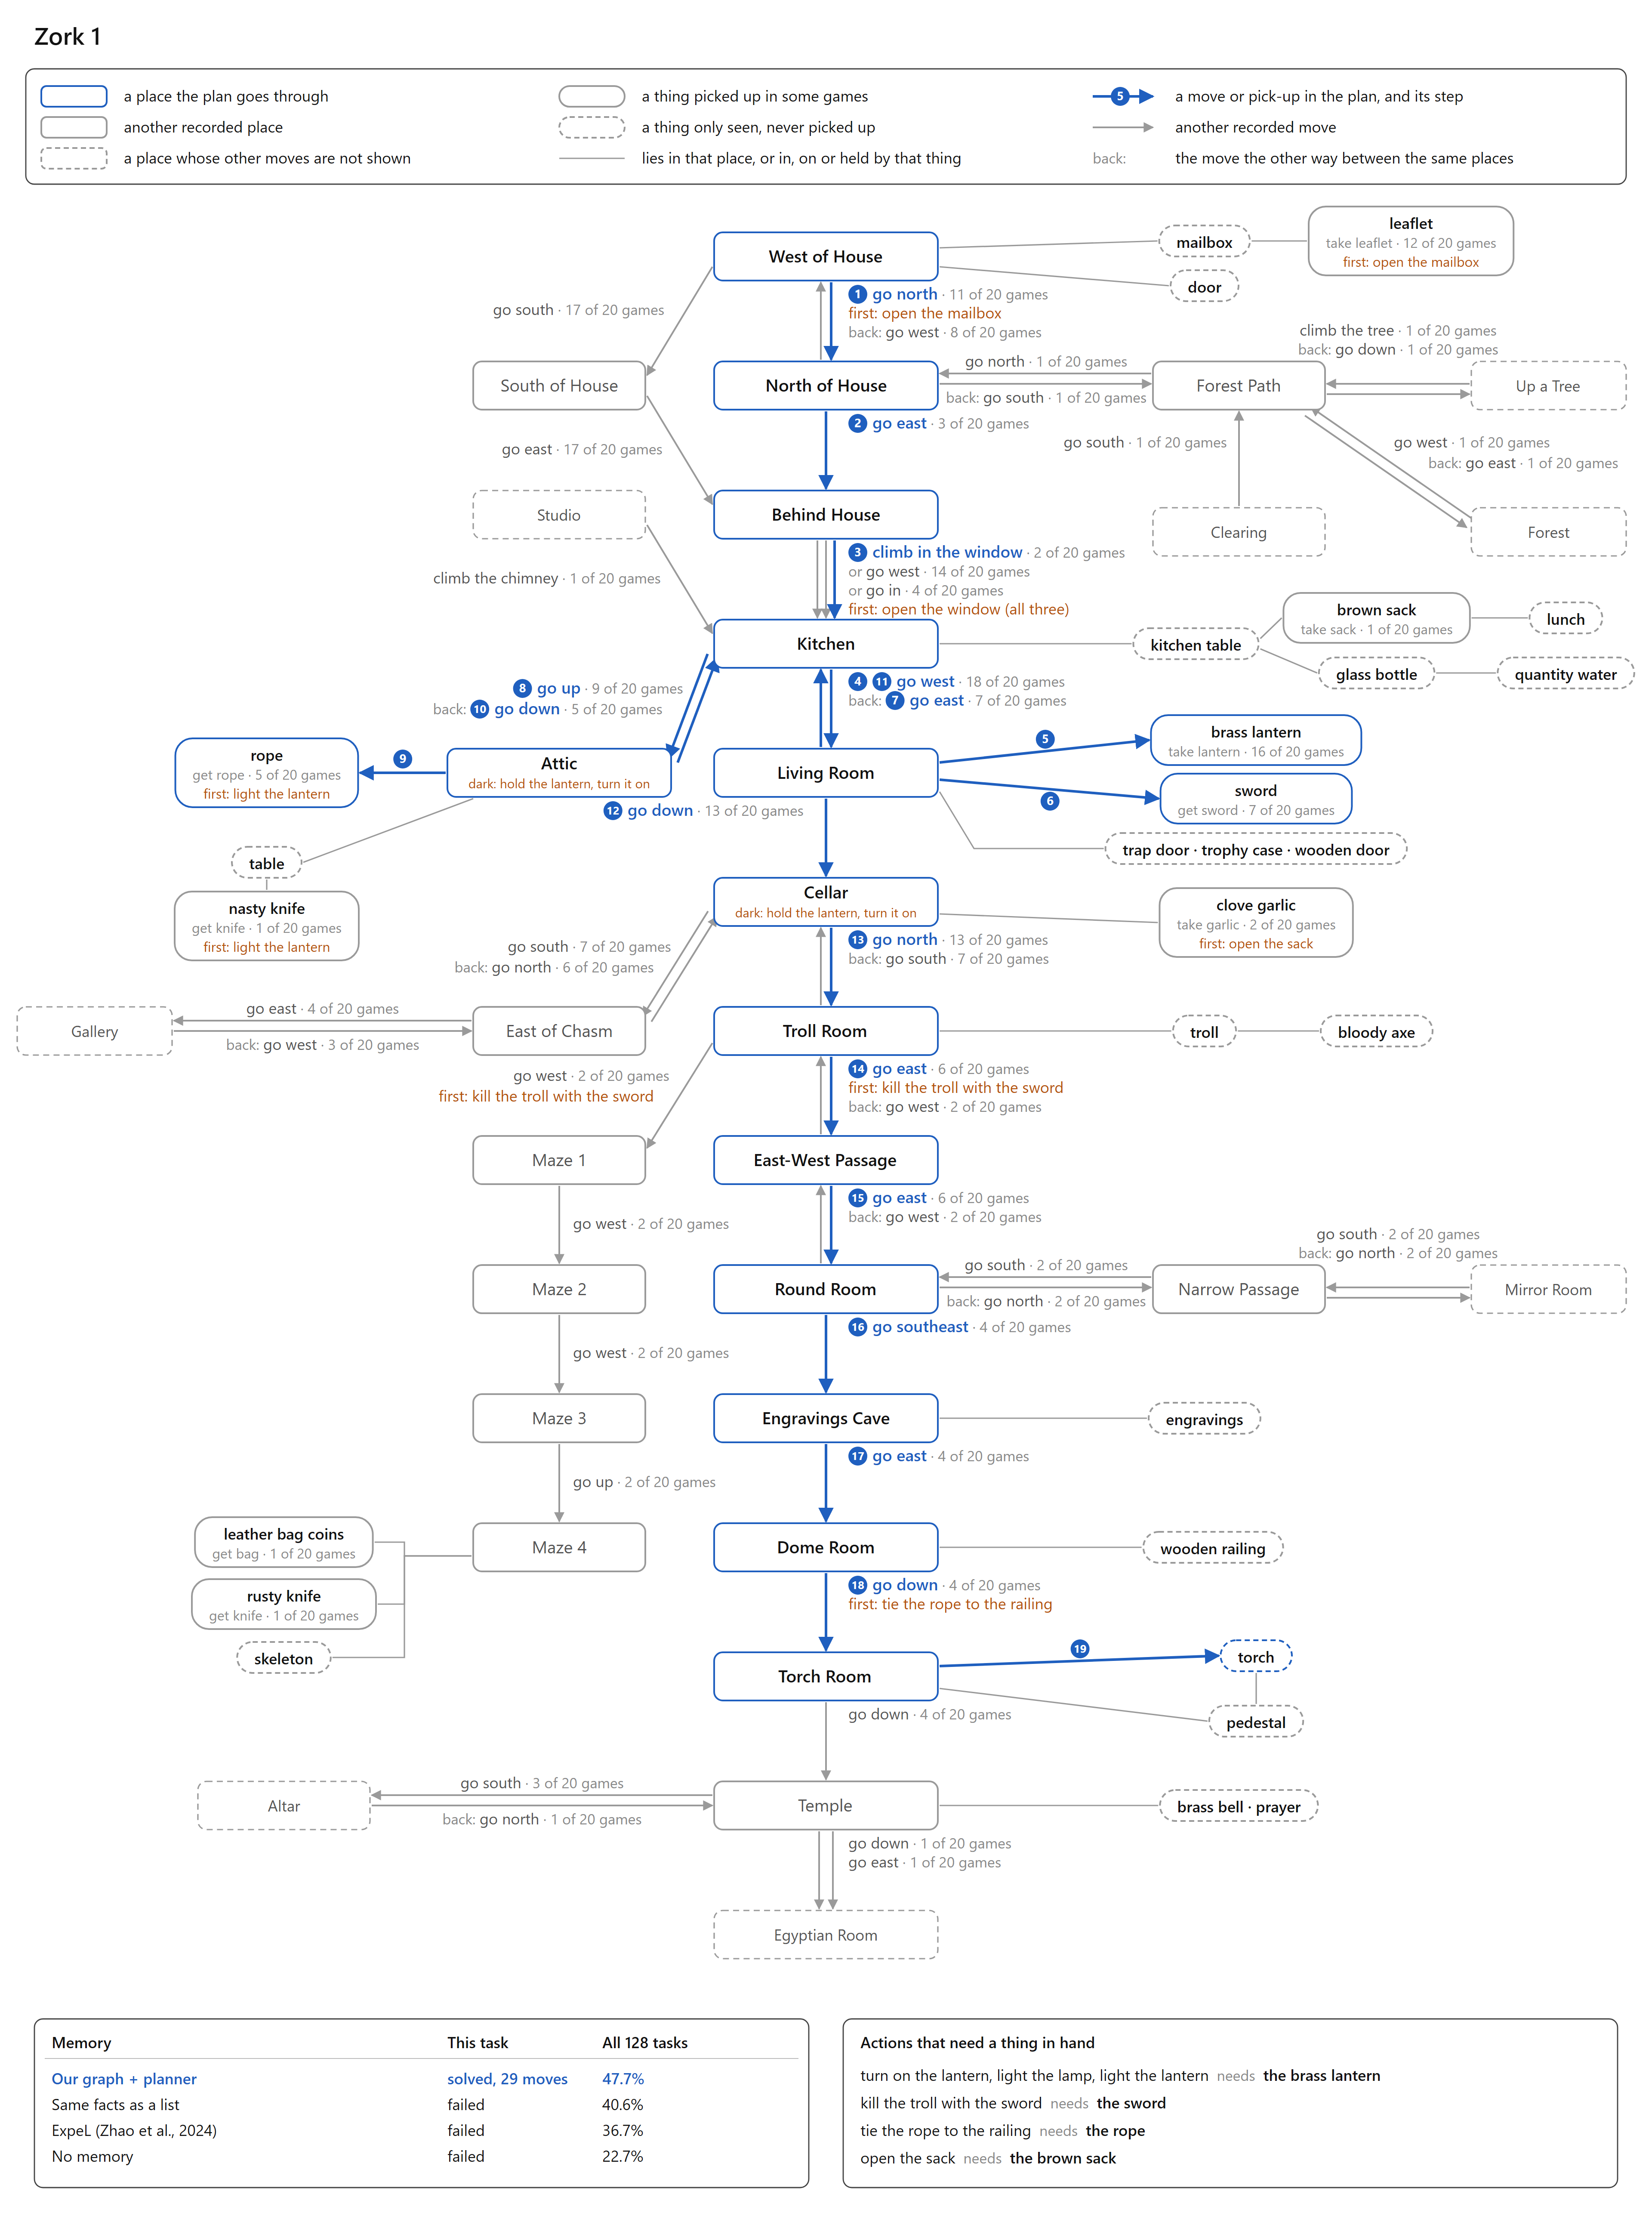 Zork 1
a place the plan goes through
another recorded place
a place whose other moves are not shown
a thing picked up in some games
a thing only seen, never picked up
lies in that place, or in, on or held by that thing
5
a move or pick-up in the plan, and its step
another recorded move
back: the move the other way between the same places
West of House
mailbox
leaflet
take leaflet · 12 of 20 games
first: open the mailbox
door
go south · 17 of 20 games
1 go north · 11 of 20 games
first: open the mailbox
back: go west · 8 of 20 games
South of House
North of House
go north · 1 of 20 games
back: go south · 1 of 20 games
Forest Path
climb the tree · 1 of 20 games
back: go down · 1 of 20 games
Up a Tree
go east · 17 of 20 games
2 go east · 3 of 20 games
go south · 1 of 20 games
go west · 1 of 20 games
back: go east · 1 of 20 games
Studio
Behind House
Clearing
Forest
climb the chimney · 1 of 20 games
3 climb in the window · 2 of 20 games
or go west · 14 of 20 games
or go in · 4 of 20 games
first: open the window (all three)
Kitchen
kitchen table
brown sack
take sack · 1 of 20 games
lunch
glass bottle
quantity water
8 go up · 9 of 20 games
back: 10 go down · 5 of 20 games
4 11 go west · 18 of 20 games
back: 7 go east · 7 of 20 games
rope
get rope · 5 of 20 games
first: light the lantern
9
Attic
dark: hold the lantern, turn it on
Living Room
5
brass lantern
take lantern · 16 of 20 games
6
sword
get sword · 7 of 20 games
12 go down · 13 of 20 games
trap door · trophy case · wooden door
table
nasty knife
get knife · 1 of 20 games
first: light the lantern
Cellar
dark: hold the lantern, turn it on
clove garlic
take garlic · 2 of 20 games
first: open the sack
go south · 7 of 20 games
back: go north · 6 of 20 games
13 go north · 13 of 20 games
back: go south · 7 of 20 games
Gallery
go east · 4 of 20 games
back: go west · 3 of 20 games
East of Chasm
Troll Room
troll
bloody axe
go west · 2 of 20 games
first: kill the troll with the sword
14 go east · 6 of 20 games
first: kill the troll with the sword
back: go west · 2 of 20 games
Maze 1
East-West Passage
go west · 2 of 20 games
15 go east · 6 of 20 games
back: go west · 2 of 20 games
Maze 2
Round Room
go south · 2 of 20 games
back: go north · 2 of 20 games
Narrow Passage
go south · 2 of 20 games
back: go north · 2 of 20 games
Mirror Room
go west · 2 of 20 games
16 go southeast · 4 of 20 games
Maze 3
Engravings Cave
engravings
go up · 2 of 20 games
17 go east · 4 of 20 games
leather bag coins
get bag · 1 of 20 games
Maze 4
Dome Room
wooden railing
rusty knife
get knife · 1 of 20 games
skeleton
18 go down · 4 of 20 games
first: tie the rope to the railing
Torch Room
19
torch
pedestal
go down · 4 of 20 games
Altar
go south · 3 of 20 games
back: go north · 1 of 20 games
Temple
brass bell · prayer
go down · 1 of 20 games
go east · 1 of 20 games
Egyptian Room
Memory This task All 128 tasks
Our graph + planner solved, 29 moves 47.7%
Same facts as a list failed 40.6%
ExpeL (Zhao et al., 2024) failed 36.7%
No memory failed 22.7%
Actions that need a thing in hand
turn on the lantern, light the lamp, light the lantern needs the brass lantern
kill the troll with the sword needs the sword
tie the rope to the railing needs the rope
open the sack needs the brown sack